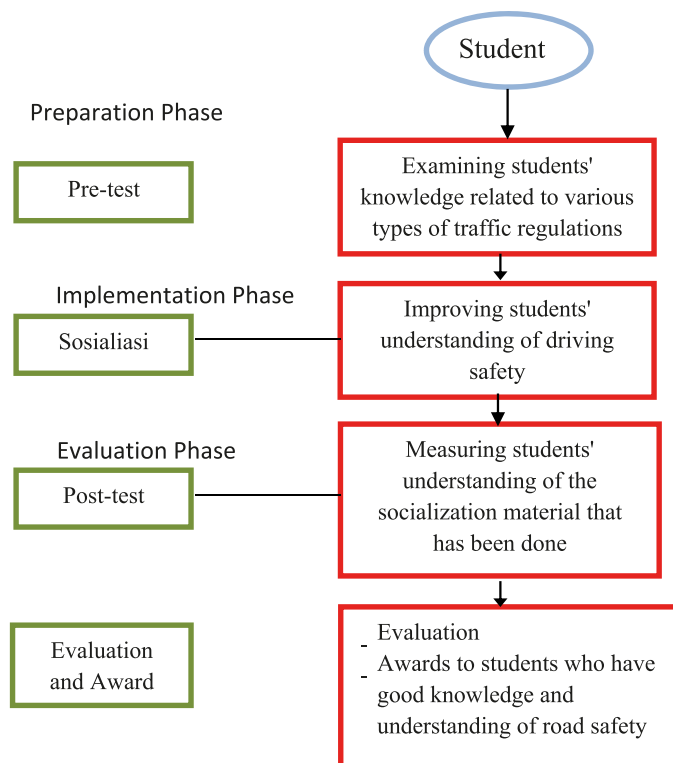 Student
Preparation Phase
Pre-test
Examining students'
knowledge related to various
types of traffic regulations
Implementation Phase
Sosialiasi
Improving students'
understanding of driving
safety
Evaluation Phase
Post-test
Measuring students'
understanding of the
socialization material that
has been done
Evaluation
and Award
- Evaluation
- Awards to students who have
good knowledge and
understanding of road safety